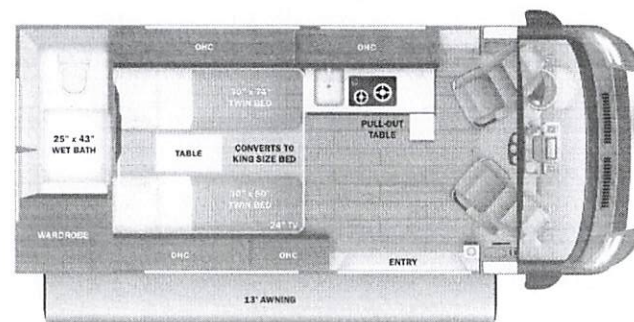 OHC
OHC
30" x 74"
TWIN BED
25" x 43"
WET BATH
TABLE
CONVERTS TO
KING SIZE BED
PULL-OUT
TABLE
TWIN BED
24" TV
WARDROBE
OHC
OHC
ENTRY
13' AWNING